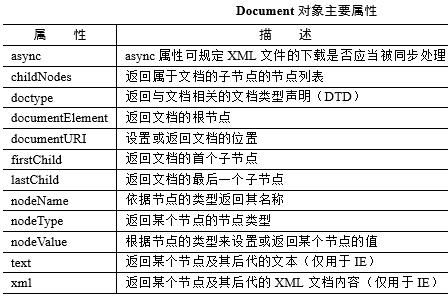 Document 对象主要属性
属 性 描 述
async async 属性可规定 XML 文件的下载是否应当被同步处理
childNodes 返回属于文档的子节点的节点列表
doctype 返回与文档相关的文档类型声明（DTD）
documentElement 返回文档的根节点
documentURI 设置或返回文档的位置
firstChild 返回文档的首个子节点
lastChild 返回文档的最后一个子节点
nodeName 依据节点的类型返回其名称
nodeType 返回某个节点的节点类型
nodeValue 根据节点的类型来设置或返回某个节点的值
text 返回某个节点及其后代的文本（仅用于 IE）
xml 返回某个节点及其后代的 XML 文档内容（仅用于 IE）